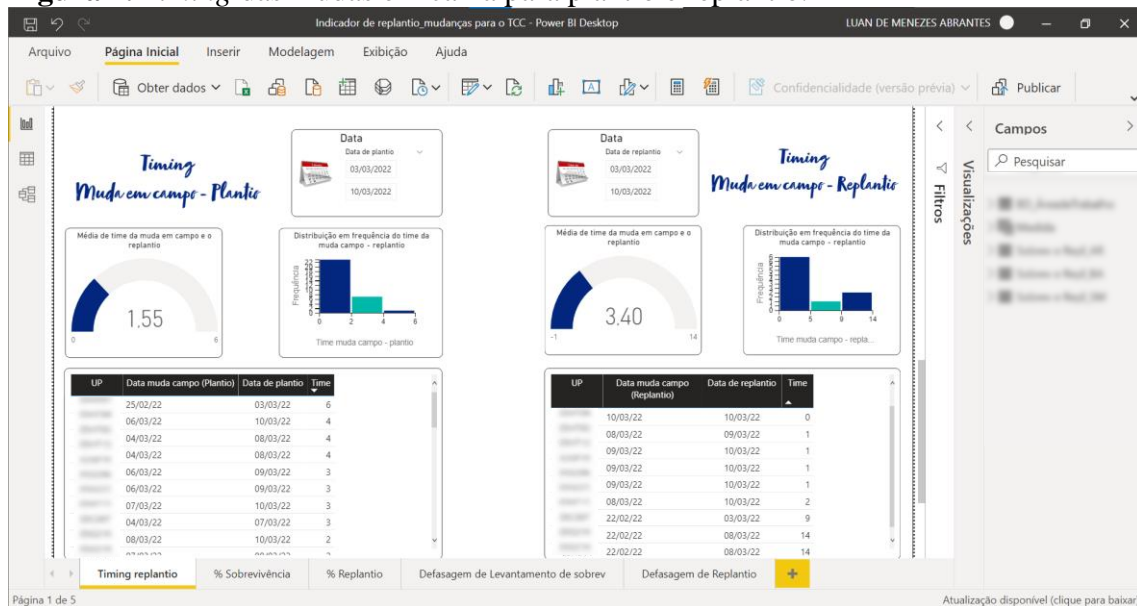 Indicador de replantio_mudanças para o TCC - Power BI Desktop
LUAN DE MENEZES ABRANTES
Arquivo Página Inicial Inserir Modelagem Exibição Ajuda
Obter dados
Confidencialidade (versão prévia)
Publicar
Timing
Muda em campo - Plantio
Data
Data de plantio
03/03/2022
10/03/2022
Data
Data de replantio
03/03/2022
10/03/2022
Timing
Muda em campo - Replantio
Média de time da muda em campo e o
replantio
1.55
0 6
Distribuição em frequência do time da
muda campo - replantio
Frequência
0 2 4 6
Time muda campo - plantio
Média de time da muda em campo e o
replantio
3.40
-1 14
Distribuição em frequência do time da
muda campo - replantio
Frequência
0 5 9 14
Time muda campo - repla...
UP Data muda campo (Plantio) Data de plantio Time
25/02/22 03/03/22 6
06/03/22 10/03/22 4
04/03/22 08/03/22 4
04/03/22 08/03/22 4
06/03/22 09/03/22 3
06/03/22 09/03/22 3
07/03/22 10/03/22 3
04/03/22 07/03/22 3
08/03/22 10/03/22 2
UP Data muda campo
(Replantio) Data de replantio Time
10/03/22 10/03/22 0
08/03/22 09/03/22 1
09/03/22 10/03/22 1
09/03/22 10/03/22 1
09/03/22 10/03/22 1
08/03/22 10/03/22 2
22/02/22 03/03/22 9
22/02/22 08/03/22 14
22/02/22 08/03/22 14
Filtros
Visualizações
Campos
Pesquisar
Timing replantio % Sobrevivência % Replantio Defasagem de Levantamento de sobrev Defasagem de Replantio
Página 1 de 5
Atualização disponível (clique para baixar